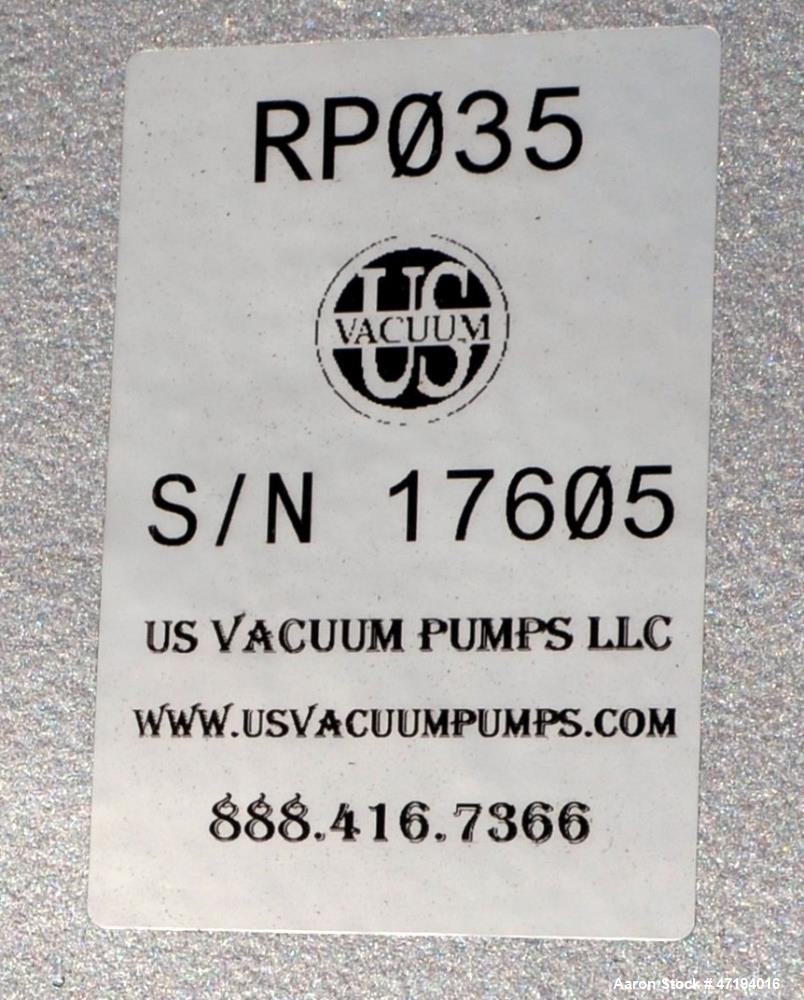 RPØ35
US
VACUUM
S/N 176Ø5
US VACUUM PUMPS LLC
WWW.USVACUUMPUMPS.COM
888.416.7366
Aaron Stock # 47194016